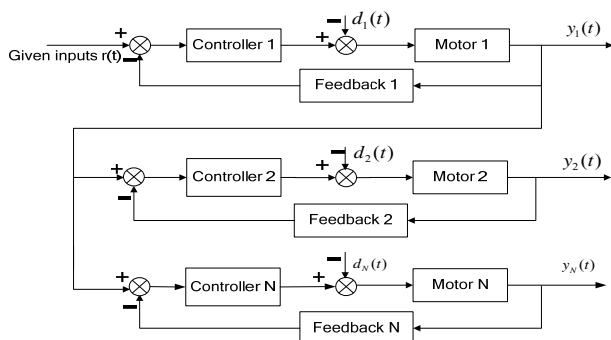 + Controller 1 + − d₁(t) Motor 1 y₁(t)
Given inputs r(t) −
Feedback 1
+ Controller 2 + − d₂(t) Motor 2 y₂(t)
−
Feedback 2
+ Controller N + − d_N(t) Motor N y_N(t)
−
Feedback N